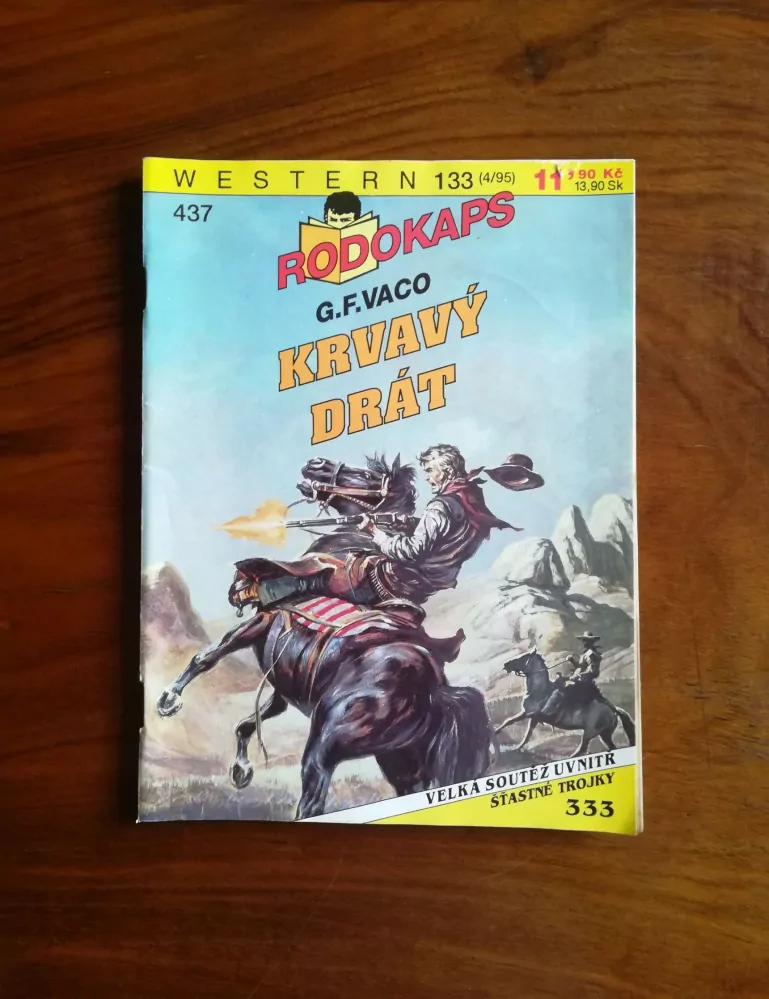 WESTERN 133 (4/95) 11,90 Kč
13,90 Sk
437
RODOKAPS
G.F.VACO
KRVAVÝ
DRÁT
VELKÁ SOUTĚŽ UVNITŘ
ŠŤASTNÉ TROJKY
333